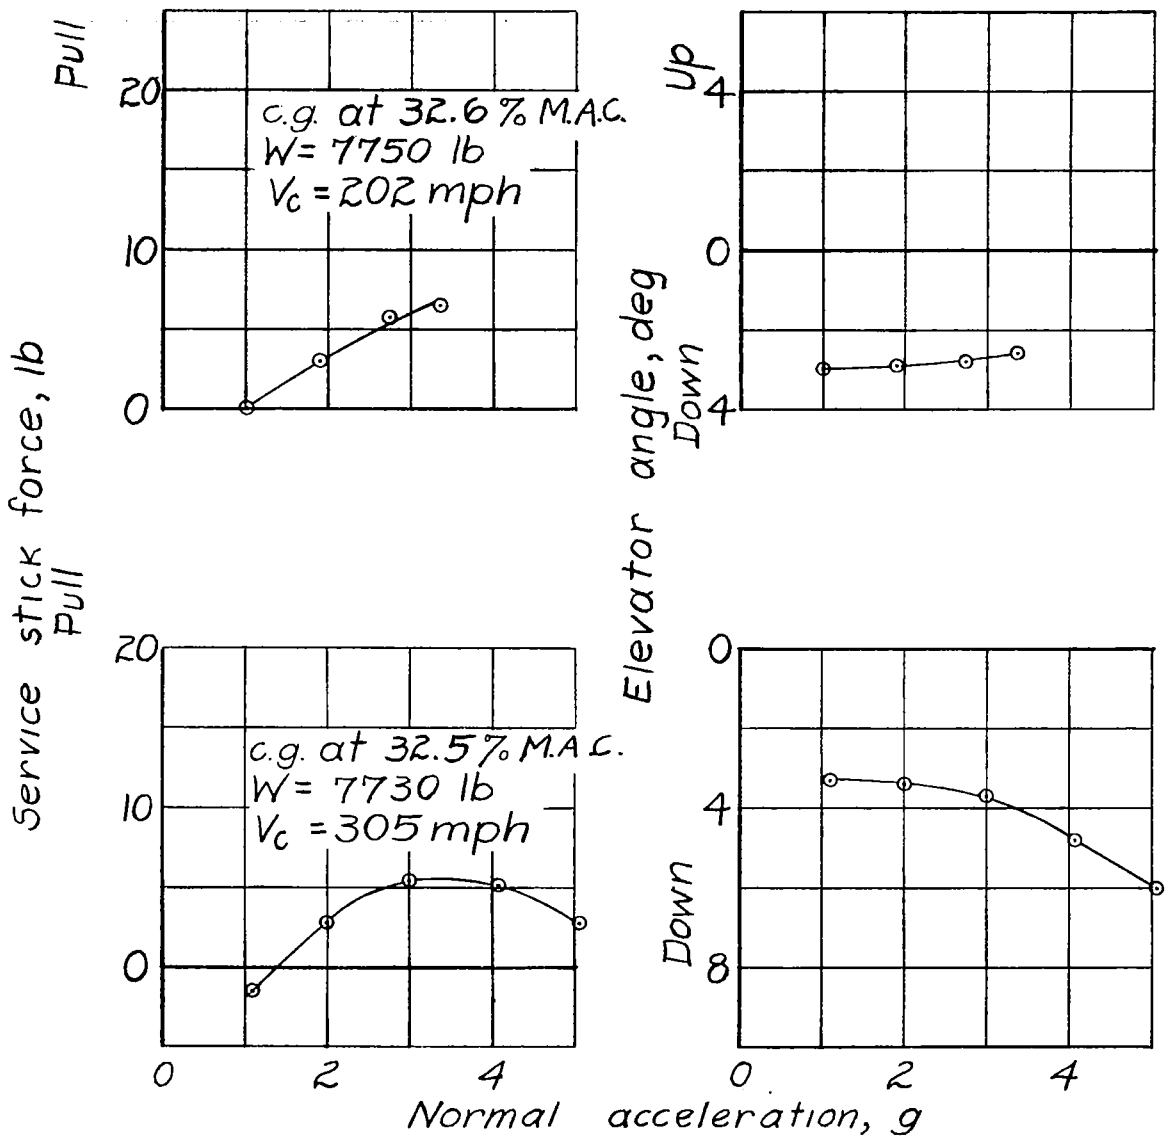 Pull
20
10
0
c.g. at 32.6% M.A.C.
W = 7750 lb
Vc = 202 mph
Up
4
0
4
Down
Elevator angle, deg
Service stick force, lb
Pull
20
10
0
c.g. at 32.5% M.A.C.
W = 7730 lb
Vc = 305 mph
0 2 4
0
4
8
Down
0 2 4
Normal acceleration, g